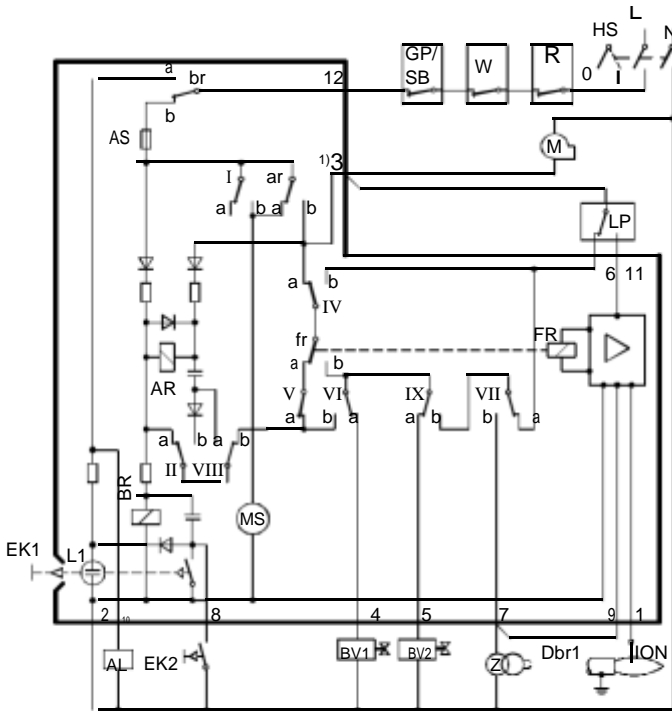 HS L N
GP/ SB
W
R
0 I
a
br
b
12
AS
M
1) 3
I
ar
a b a b
LP
a b
6 11
IV
fr
FR
a b
AR
V VI IX VII
a b a b b a
a b a b
II VIII
BR
MS
EK1 L1
2 10 8 4 5 7 9 1
AL
EK2
BV1
BV2
Z
Dbr1
ION